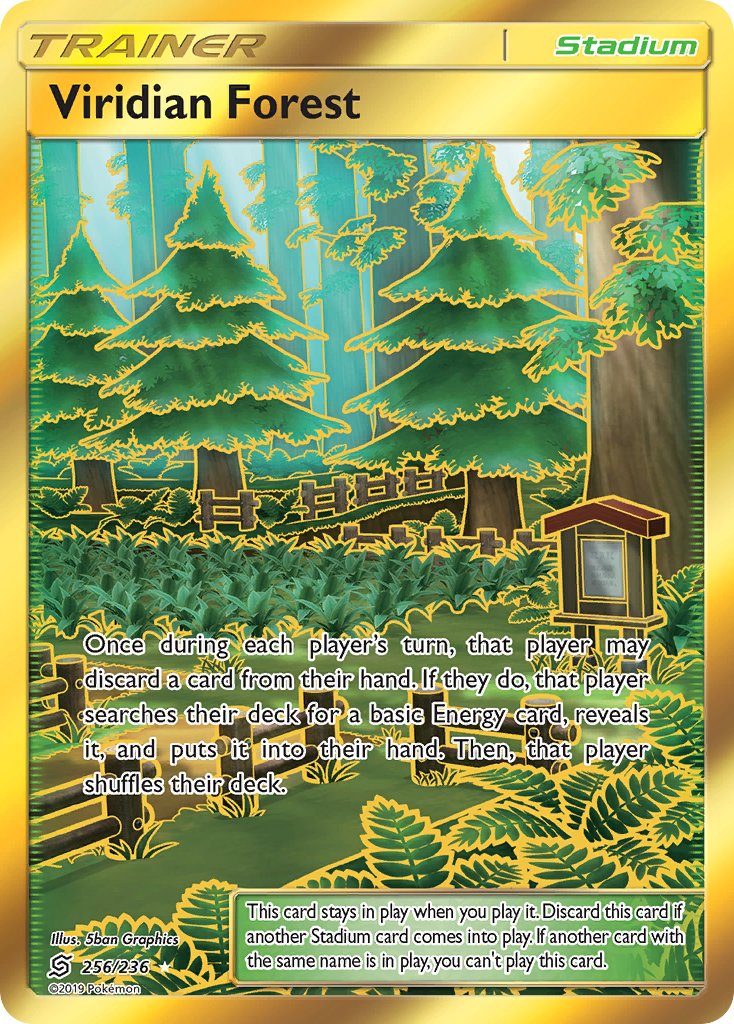 TRAINER
Stadium
Viridian Forest
Once during each player's turn, that player may
discard a card from their hand. If they do, that player
searches their deck for a basic Energy card, reveals
it, and puts it into their hand. Then, that player
shuffles their deck.
This card stays in play when you play it. Discard this card if
another Stadium card comes into play. If another card with
the same name is in play, you can't play this card.
Illus. 5ban Graphics
256/236
©2019 Pokémon